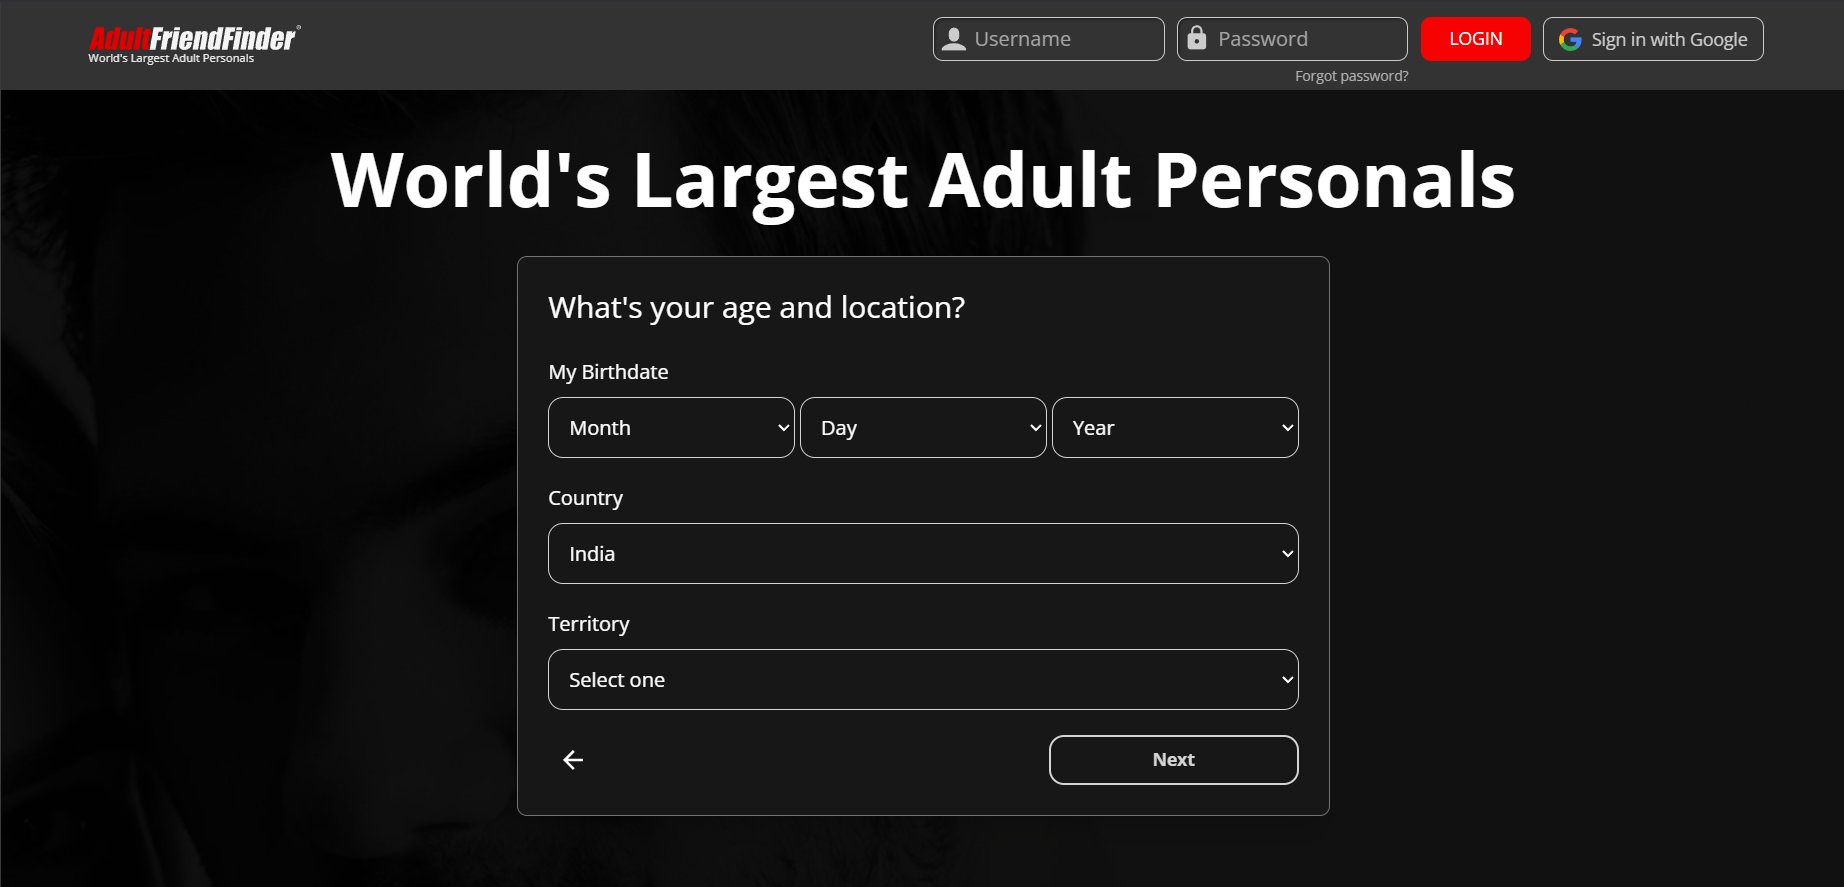 AdultFriendFinder®
World's Largest Adult Personals
Username
Password
LOGIN
Sign in with Google
Forgot password?
World's Largest Adult Personals
What's your age and location?
My Birthdate
Month Day Year
Country
India
Territory
Select one
Next